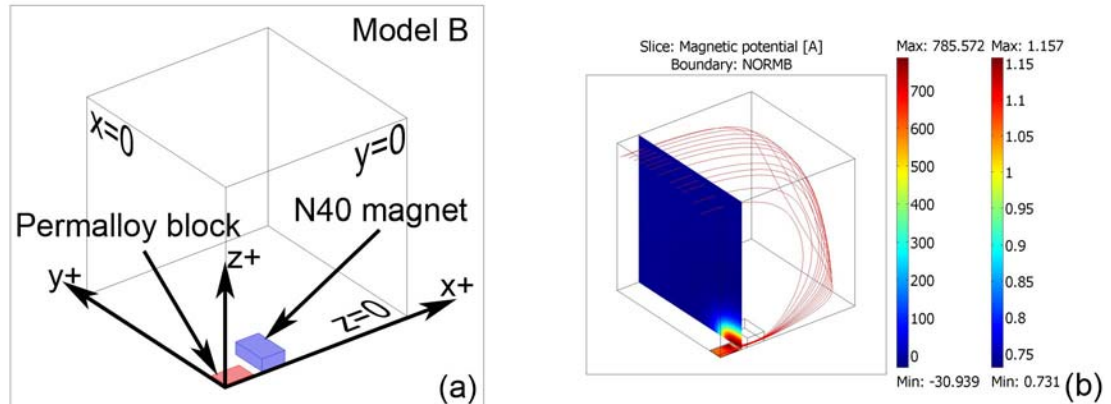 Model B
x=0
y=0
Permalloy block
N40 magnet
y+
z+
x+
z=0
(a)
Slice: Magnetic potential [A]
Boundary: NORMB
Max: 785.572
Max: 1.157
700
600
500
400
300
200
100
0
Min: -30.939
1.15
1.1
1.05
1
0.95
0.9
0.85
0.8
0.75
Min: 0.731
(b)